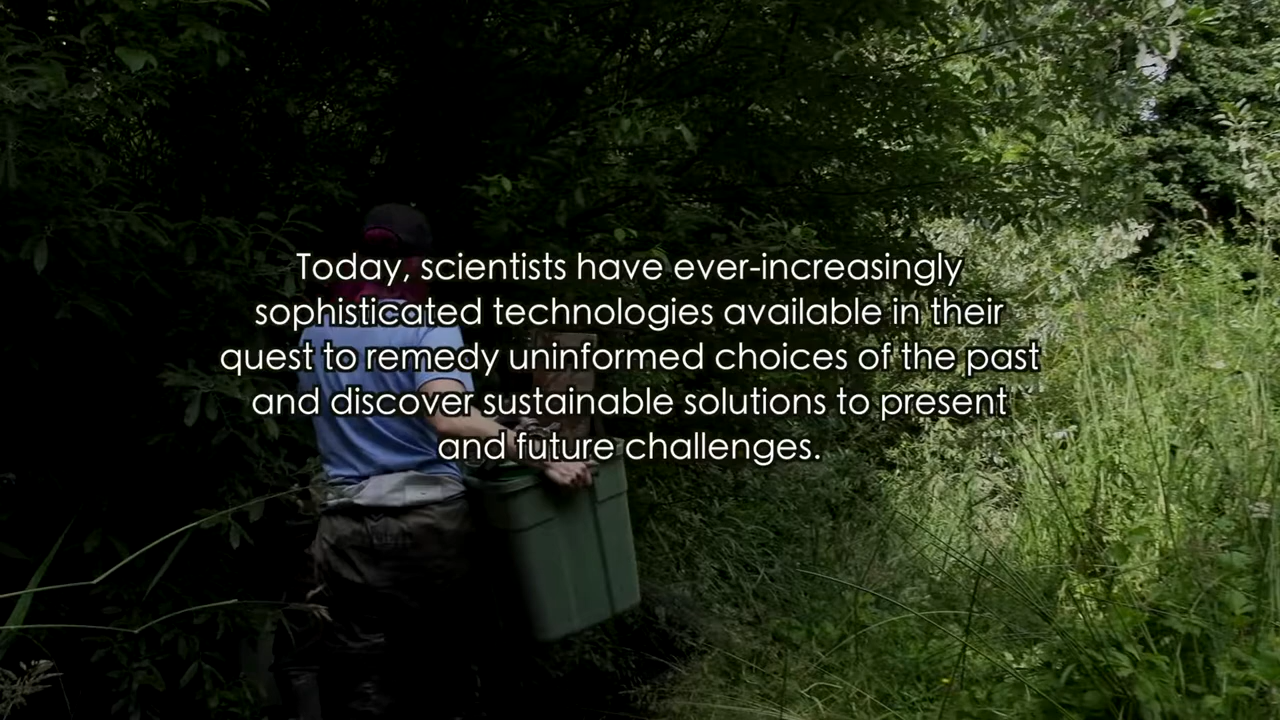 Today, scientists have ever-increasingly
sophisticated technologies available in their
quest to remedy uninformed choices of the past
and discover sustainable solutions to present
and future challenges.